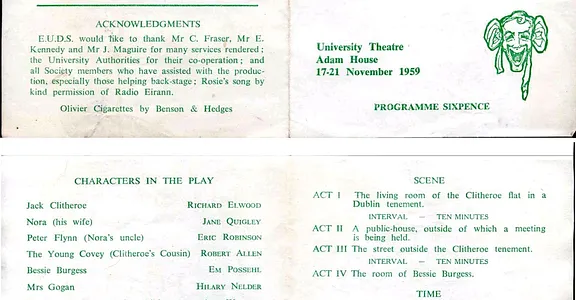 ACKNOWLEDGMENTS
E.U.D.S. would like to thank Mr C. Fraser, Mr E.
Kennedy and Mr J. Maguire for many services rendered;
the University Authorities for their co-operation; and
all Society members who have assisted with the produc-
tion, especially those helping back-stage; Rosie's song by
kind permission of Radio Eirann.
Olivier Cigarettes by Benson & Hedges
University Theatre
Adam House
17-21 November 1959
PROGRAMME SIXPENCE
CHARACTERS IN THE PLAY
Jack Clitheroe RICHARD ELWOOD
Nora (his wife) JANE QUIGLEY
Peter Flynn (Nora's uncle) ERIC ROBINSON
The Young Covey (Clitheroe's Cousin) ROBERT ALLEN
Bessie Burgess EM POSSEHL
Mrs Gogan HILARY NELDER
SCENE
ACT I The living room of the Clitheroe flat in a
Dublin tenement.
INTERVAL — TEN MINUTES
ACT II A public-house, outside of which a meeting
is being held.
ACT III The street outside the Clitheroe tenement.
INTERVAL — TEN MINUTES
ACT IV The room of Bessie Burgess.
TIME